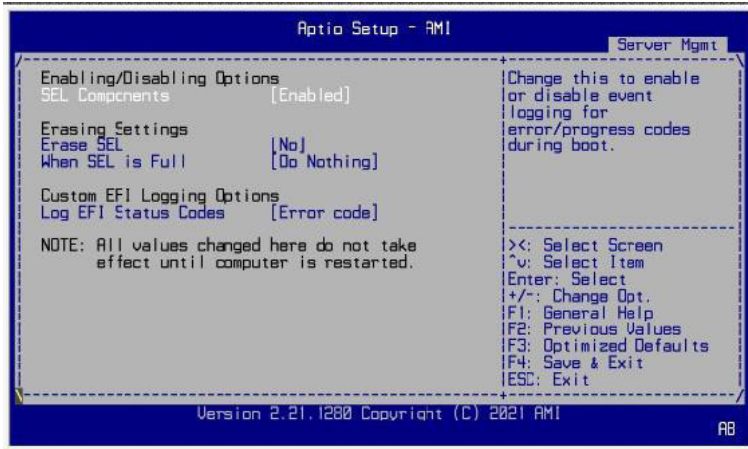 Aptio Setup - AMI
Server Mgmt
Enabling/Disabling Options
SEL Components [Enabled]
Erasing Settings
Erase SEL [No]
When SEL is Full [Do Nothing]
Custom EFI Logging Options
Log EFI Status Codes [Error code]
NOTE: All values changed here do not take
effect until computer is restarted.
Change this to enable
or disable event
logging for
error/progress codes
during boot.
><: Select Screen
^v: Select Item
Enter: Select
+/-: Change Opt.
F1: General Help
F2: Previous Values
F3: Optimized Defaults
F4: Save & Exit
ESC: Exit
Version 2.21.1280 Copyright (C) 2021 AMI
AB